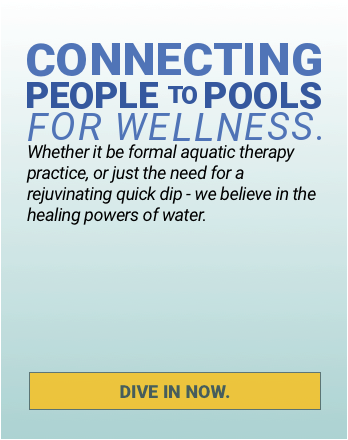 CONNECTING
PEOPLE TO POOLS
FOR WELLNESS.
Whether it be formal aquatic therapy
practice, or just the need for a
rejuvinating quick dip - we believe in the
healing powers of water.
DIVE IN NOW.